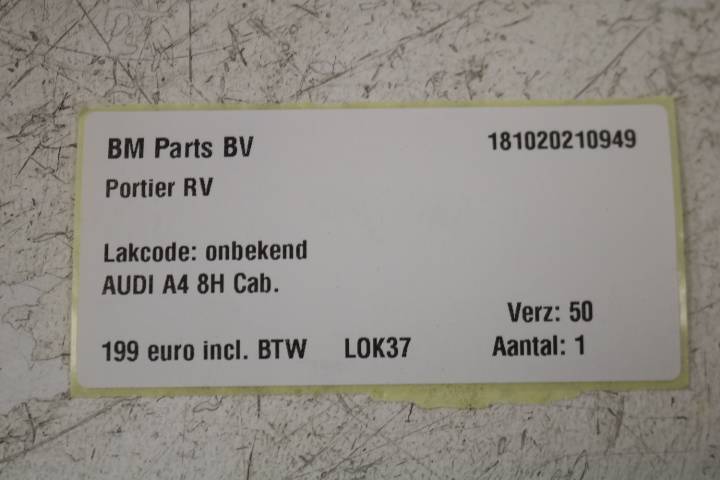 BM Parts BV 181020210949
Portier RV
Lakcode: onbekend
AUDI A4 8H Cab.
Verz: 50
199 euro incl. BTW LOK37 Aantal: 1